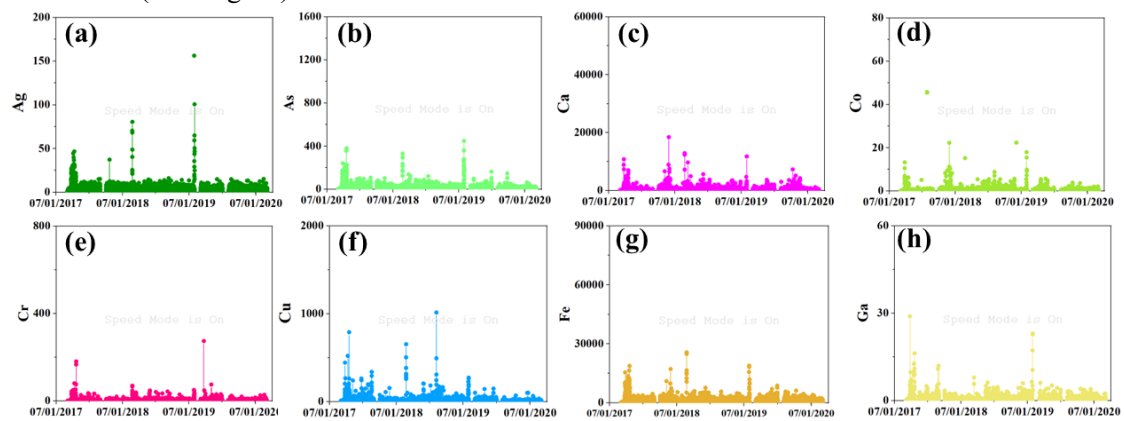 (a) (b) (c) (d)
200 1600 60000 80
150 1200 60
100 Speed Mode is On 800 Speed Mode is On 40000 Speed Mode is On 40 Speed Mode is On
50 400 20000 20
0 0 0 0
Ag As Ca Co
07/01/2017 07/01/2018 07/01/2019 07/01/2020 07/01/2017 07/01/2018 07/01/2019 07/01/2020 07/01/2017 07/01/2018 07/01/2019 07/01/2020 07/01/2017 07/01/2018 07/01/2019 07/01/2020
(e) (f) (g) (h)
800 2000 90000 60
400 Speed Mode is On 1000 Speed Mode is On 60000 Speed Mode is On 30 Speed Mode is On
30000
0 0 0 0
Cr Cu Fe Ga
07/01/2017 07/01/2018 07/01/2019 07/01/2020 07/01/2017 07/01/2018 07/01/2019 07/01/2020 07/01/2017 07/01/2018 07/01/2019 07/01/2020 07/01/2017 07/01/2018 07/01/2019 07/01/2020